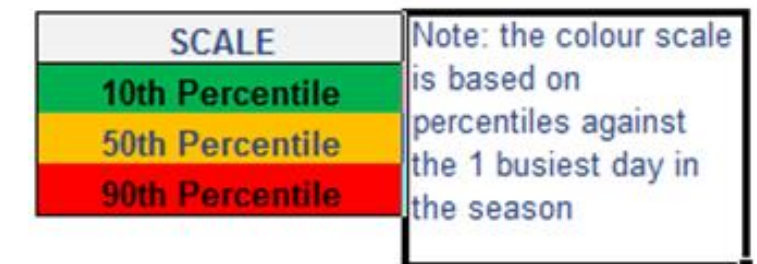 SCALE
10th Percentile
50th Percentile
90th Percentile
Note: the colour scale
is based on
percentiles against
the 1 busiest day in
the season